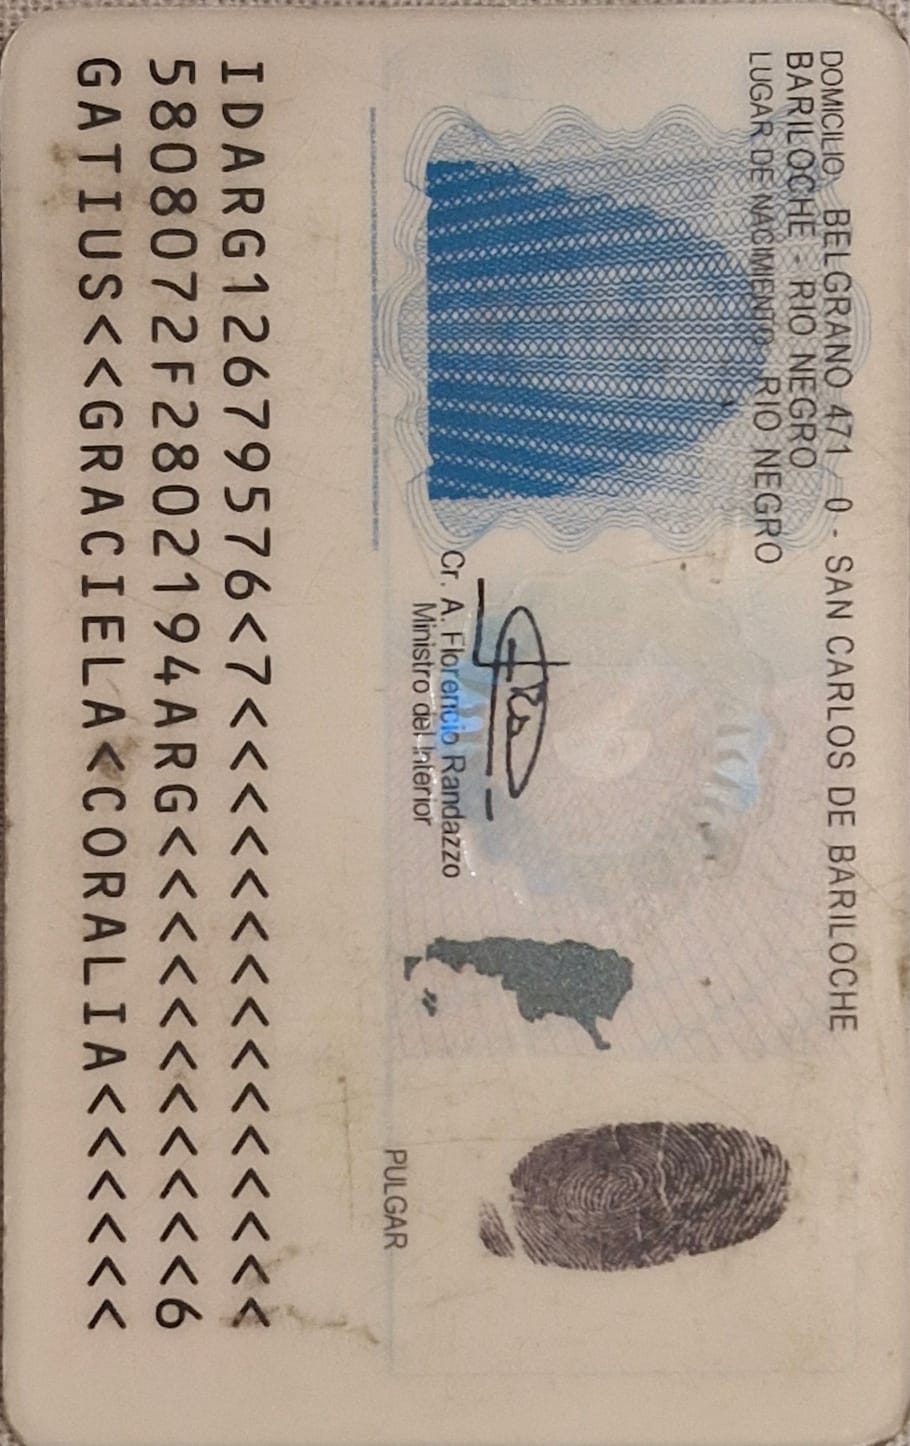 DOMICILIO: BELGRANO 471 0 - SAN CARLOS DE BARILOCHE
BARILOCHE - RIO NEGRO
LUGAR DE NACIMIENTO: RIO NEGRO
Cr. A. Florencio Randazzo
Ministro del Interior
PULGAR
IDARG12679576<7<<<<<<<<<<<<<<<
5808072F2802194ARG<<<<<<<<<<<6
GATIUS<<GRACIELA<CORALIA<<<<<<